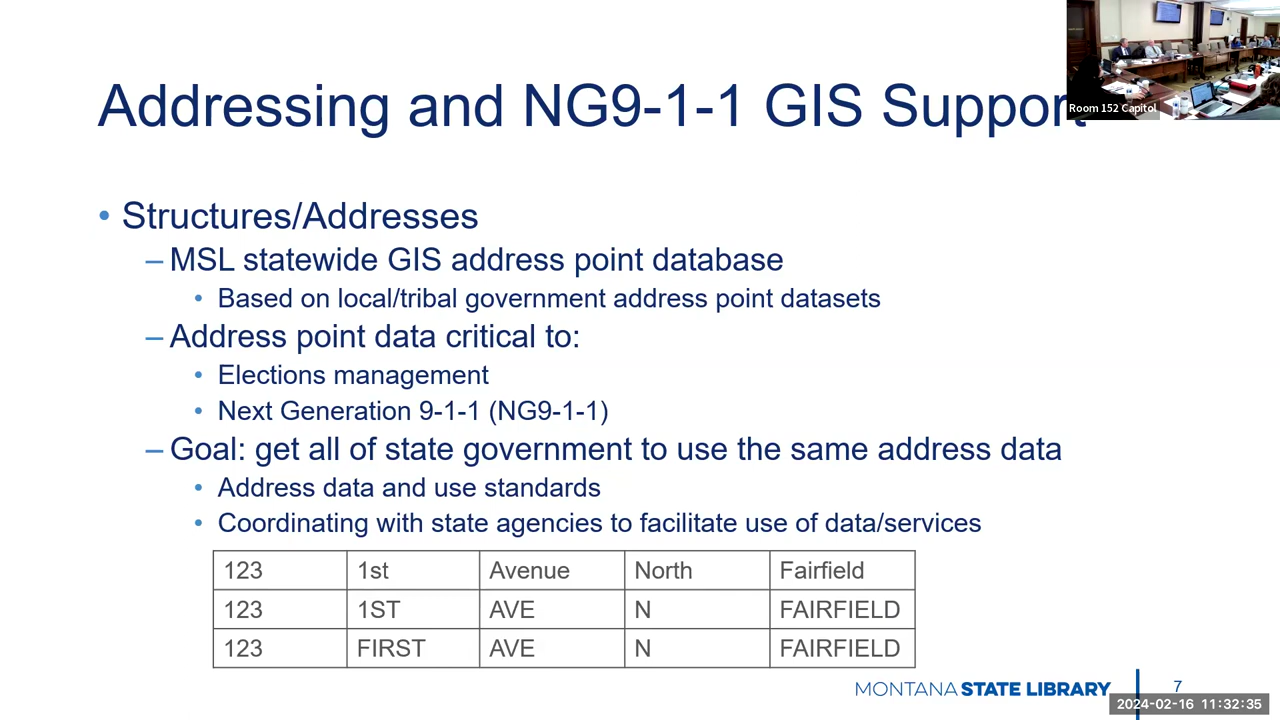 Addressing and NG9-1-1 GIS Support
Room 152 Capitol
• Structures/Addresses
– MSL statewide GIS address point database
• Based on local/tribal government address point datasets
– Address point data critical to:
• Elections management
• Next Generation 9-1-1 (NG9-1-1)
– Goal: get all of state government to use the same address data
• Address data and use standards
• Coordinating with state agencies to facilitate use of data/services
123 1st Avenue North Fairfield
123 1ST AVE N FAIRFIELD
123 FIRST AVE N FAIRFIELD
MONTANA STATE LIBRARY 7
2024-02-16 11:32:35